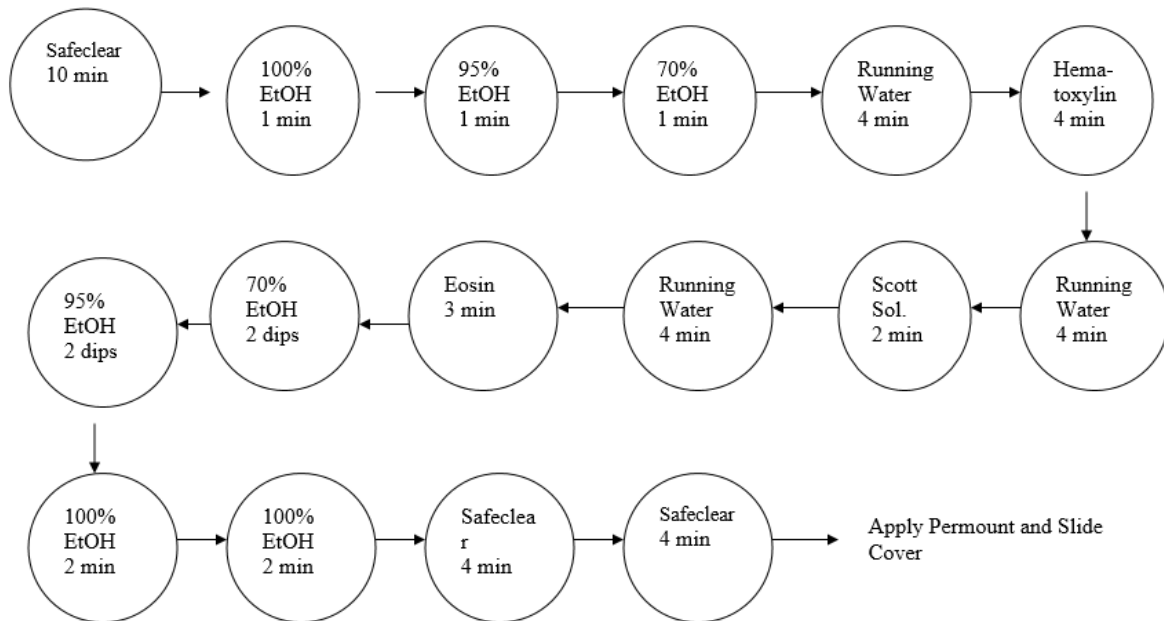 Safeclear
10 min
100%
EtOH
1 min
95%
EtOH
1 min
70%
EtOH
1 min
Running
Water
4 min
Hema-
toxylin
4 min
Running
Water
4 min
Scott
Sol.
2 min
Running
Water
4 min
Eosin
3 min
70%
EtOH
2 dips
95%
EtOH
2 dips
100%
EtOH
2 min
100%
EtOH
2 min
Safeclea
r
4 min
Safeclear
4 min
Apply Permount and Slide
Cover